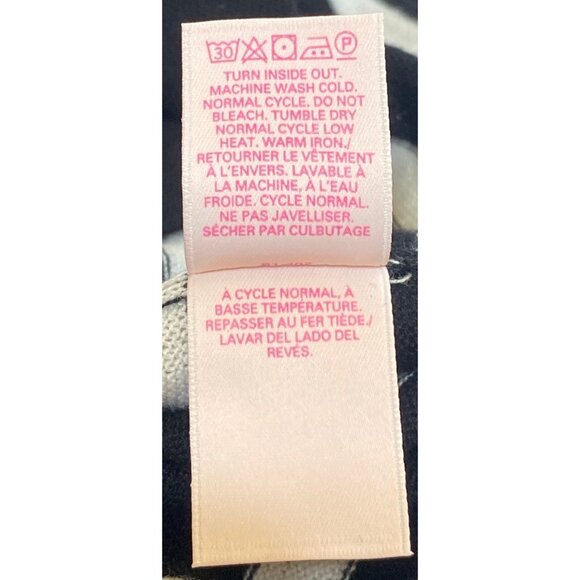 30 P
TURN INSIDE OUT.
MACHINE WASH COLD.
NORMAL CYCLE. DO NOT
BLEACH. TUMBLE DRY
NORMAL CYCLE LOW
HEAT. WARM IRON./
RETOURNER LE VÊTEMENT
À L'ENVERS. LAVABLE À
LA MACHINE, À L'EAU
FROIDE. CYCLE NORMAL.
NE PAS JAVELLISER.
SÉCHER PAR CULBUTAGE
À CYCLE NORMAL, À
BASSE TEMPÉRATURE.
REPASSER AU FER TIÈDE./
LAVAR DEL LADO DEL
REVÉS.